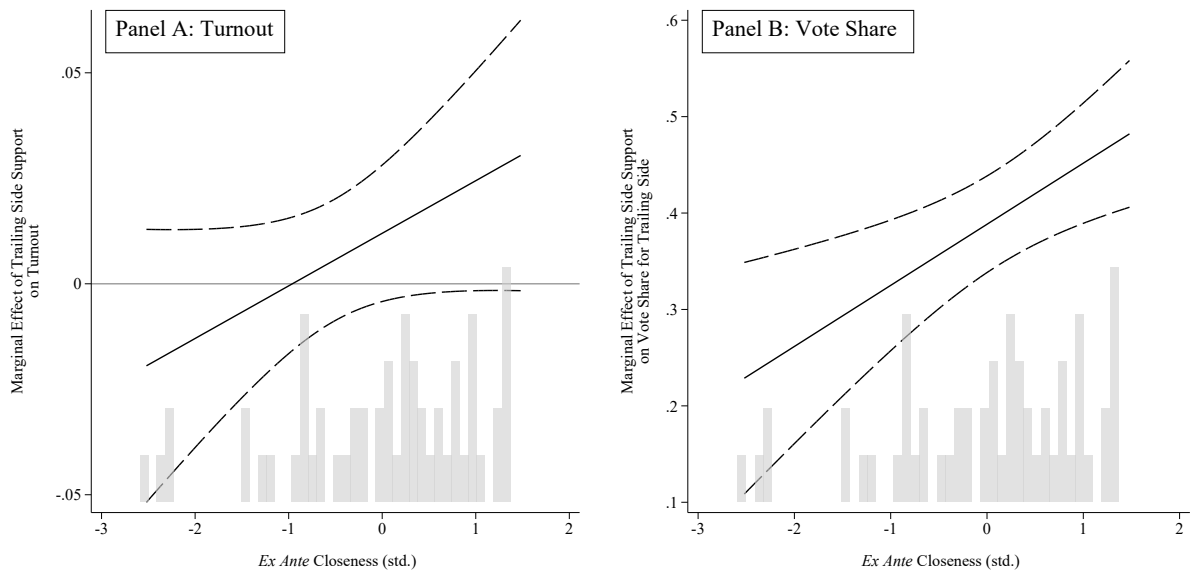 Panel A: Turnout
.05
0
-.05
Marginal Effect of Trailing Side Support
on Turnout
-3
-2
-1
0
1
2
Ex Ante Closeness (std.)
Panel B: Vote Share
.6
.5
.4
.3
.2
.1
Marginal Effect of Trailing Side Support
on Vote Share for Trailing Side
-3
-2
-1
0
1
2
Ex Ante Closeness (std.)